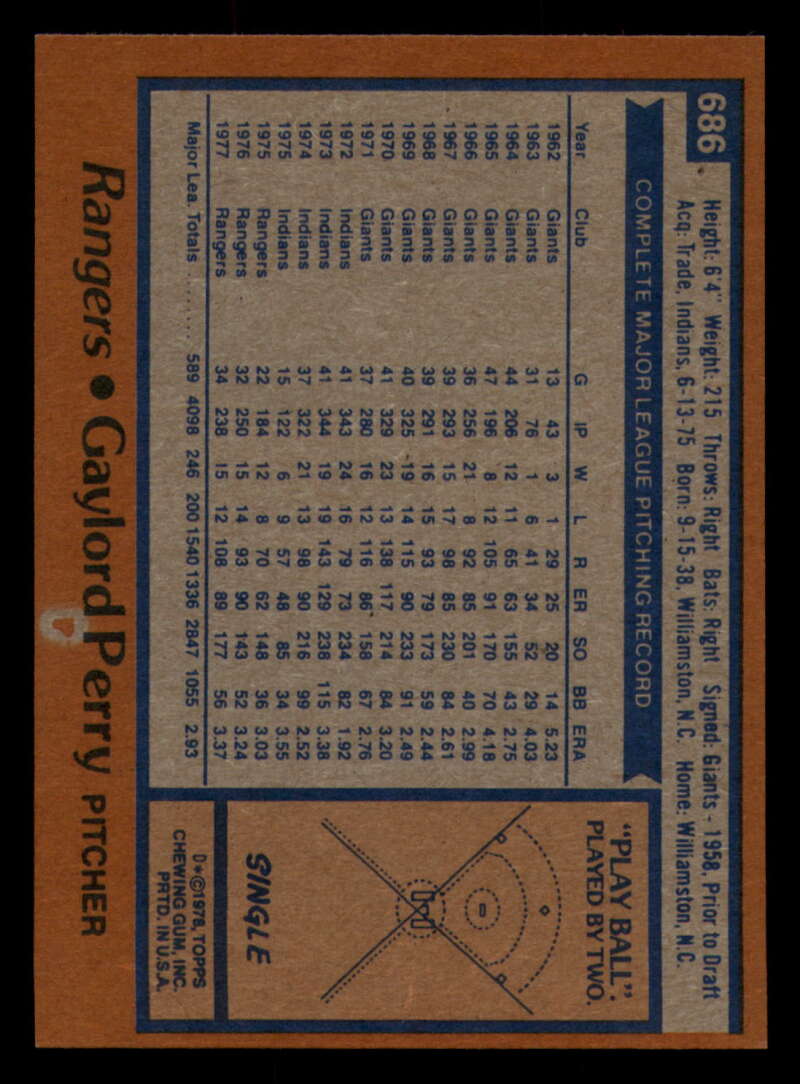 686
Height: 6'4" Weight: 215 Throws: Right Bats: Right Signed: Giants - 1958, Prior to Draft
Acq: Trade, Indians, 6-13-75 Born: 9-15-38, Williamston, N.C. Home: Williamston, N.C.
COMPLETE MAJOR LEAGUE PITCHING RECORD
Year Club G IP W L R ER SO BB ERA
1962 Giants 13 43 3 1 29 25 20 14 5.23
1963 Giants 31 76 1 6 41 34 52 29 4.03
1964 Giants 44 206 12 11 65 63 155 43 2.75
1965 Giants 47 196 8 12 105 91 170 70 4.18
1966 Giants 36 256 21 8 92 85 201 40 2.99
1967 Giants 39 293 15 17 98 85 230 84 2.61
1968 Giants 39 291 16 15 93 79 173 59 2.44
1969 Giants 40 325 19 14 115 90 233 91 2.49
1970 Giants 41 329 23 13 138 117 214 84 3.20
1971 Giants 37 280 16 12 116 86 158 67 2.76
1972 Indians 41 343 24 16 79 73 234 82 1.92
1973 Indians 41 344 19 19 143 129 238 115 3.38
1974 Indians 37 322 21 13 98 90 216 99 2.52
1975 Indians 15 122 6 9 57 48 85 34 3.55
1975 Rangers 22 184 12 8 70 62 148 36 3.03
1976 Rangers 32 250 15 14 93 90 143 52 3.24
1977 Rangers 34 238 15 12 108 89 177 56 3.37
Major Lea. Totals ........ 589 4098 246 200 1540 1336 2847 1055 2.93
"PLAY BALL".
PLAYED BY TWO.
SINGLE
D*©1978, TOPPS
CHEWING GUM, INC.
PRTD. IN U.S.A.
Rangers • Gaylord Perry PITCHER